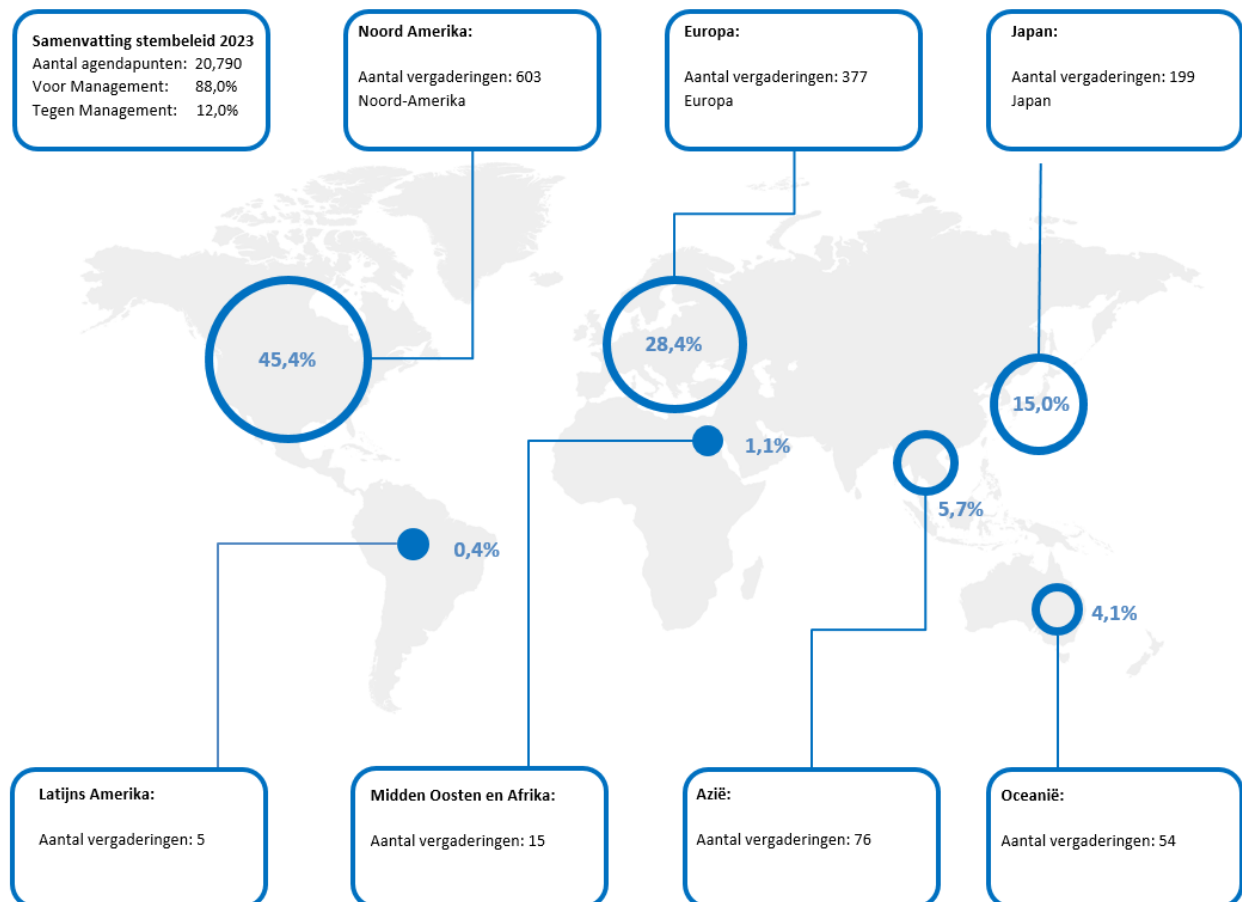 Samenvatting stembeleid 2023
Aantal agendapunten: 20,790
Voor Management: 88,0%
Tegen Management: 12,0%
Noord Amerika:
Aantal vergaderingen: 603
Noord-Amerika
Europa:
Aantal vergaderingen: 377
Europa
Japan:
Aantal vergaderingen: 199
Japan
45,4%
28,4%
15,0%
1,1%
5,7%
0,4%
4,1%
Latijns Amerika:
Aantal vergaderingen: 5
Midden Oosten en Afrika:
Aantal vergaderingen: 15
Azië:
Aantal vergaderingen: 76
Oceanië:
Aantal vergaderingen: 54